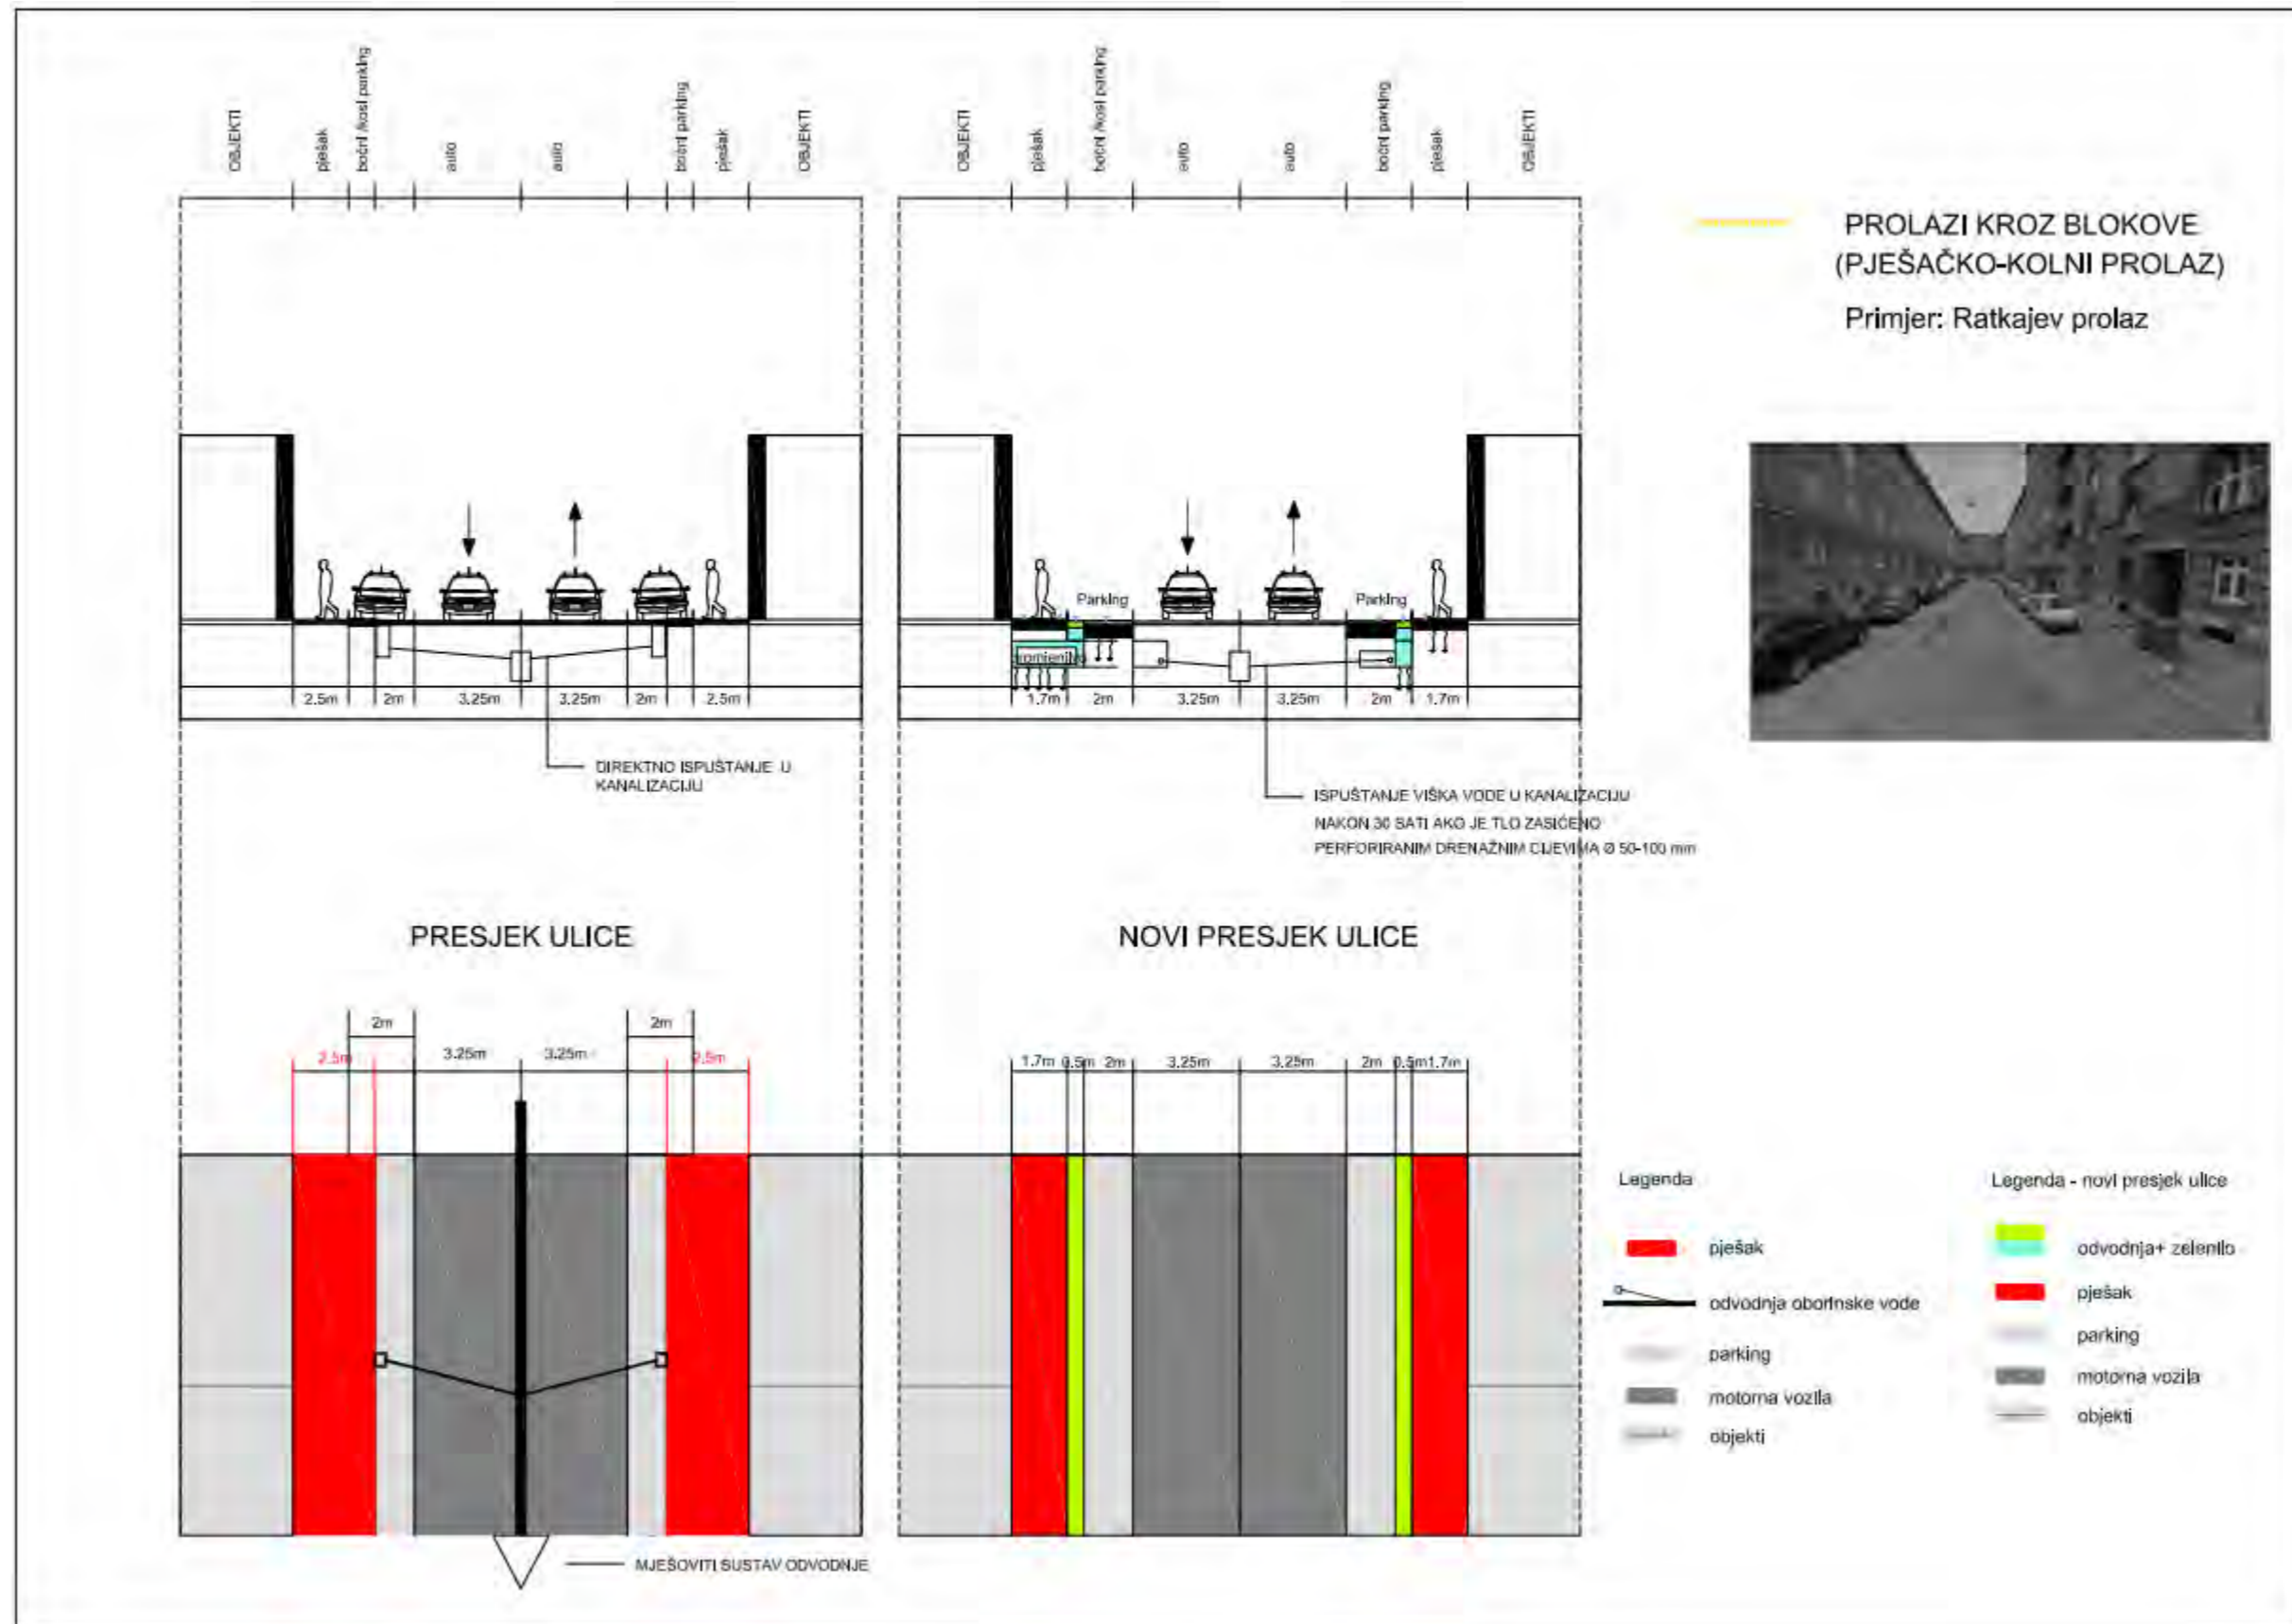 OBJEKTI
pješak
bočni /kosi parking
auto
auto
bočni parking
pješak
OBJEKTI
OBJEKTI
pješak
bočni /kosi parking
auto
auto
bočni parking
pješak
OBJEKTI
PROLAZI KROZ BLOKOVE
(PJEŠAČKO-KOLNI PROLAZ)
Primjer: Ratkajev prolaz
Parking
Parking
2.5m 2m 3.25m 3.25m 2m 2.5m
1.7m 2m 3.25m 3.25m 2m 1.7m
DIREKTNO ISPUŠTANJE U
KANALIZACIJU
ISPUŠTANJE VIŠKA VODE U KANALIZACIJU
NAKON 30 SATI AKO JE TLO ZASIĆENO
PERFORIRANIM DRENAŽNIM CIJEVIMA Ø 50-100 mm
PRESJEK ULICE
NOVI PRESJEK ULICE
2m 2m
2.5m 3.25m 3.25m 2.5m
1.7m 0.5m 2m 3.25m 3.25m 2m 0.5m 1.7m
Legenda
pješak
odvodnja oborinske vode
parking
motorna vozila
objekti
Legenda - novi presjek ulice
odvodnja+ zelenilo
pješak
parking
motorna vozila
objekti
MJEŠOVITI SUSTAV ODVODNJE